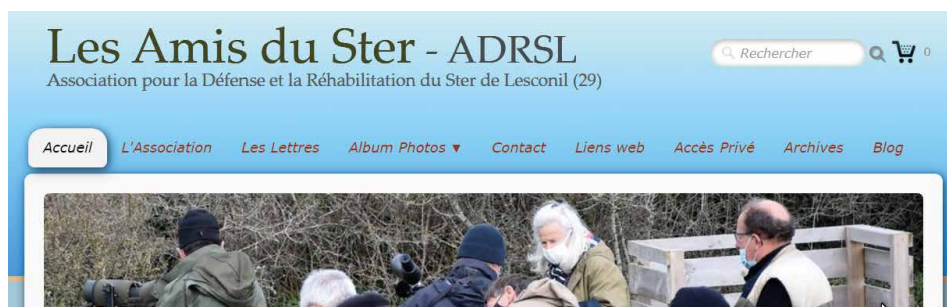 Les Amis du Ster - ADRSL
Association pour la Défense et la Réhabilitation du Ster de Lesconil (29)
Rechercher
0
Accueil L'Association Les Lettres Album Photos ▼ Contact Liens web Accès Privé Archives Blog